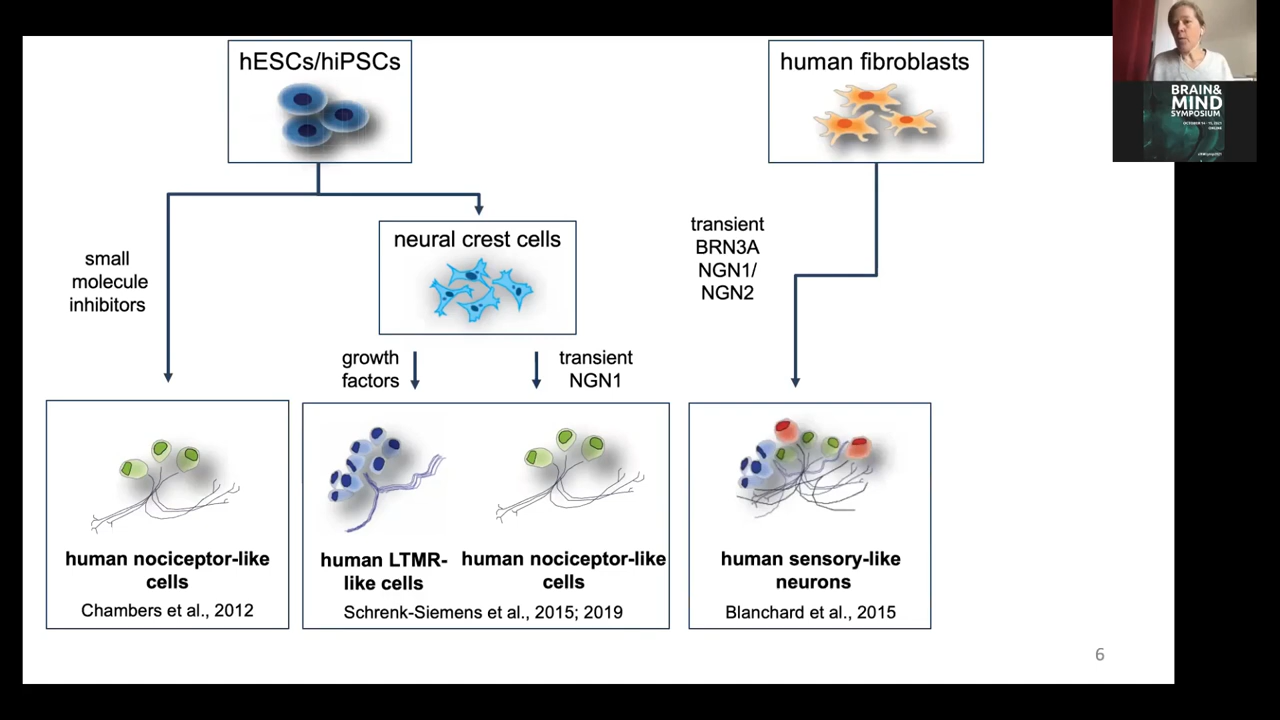 hESCs/hiPSCs
human fibroblasts
BRAIN&
MIND
SYMPOSIUM
ONLINE
small
molecule
inhibitors
neural crest cells
transient
BRN3A
NGN1/
NGN2
growth
factors
transient
NGN1
human nociceptor-like
cells
Chambers et al., 2012
human LTMR-
like cells
human nociceptor-like
cells
Schrenk-Siemens et al., 2015; 2019
human sensory-like
neurons
Blanchard et al., 2015
6